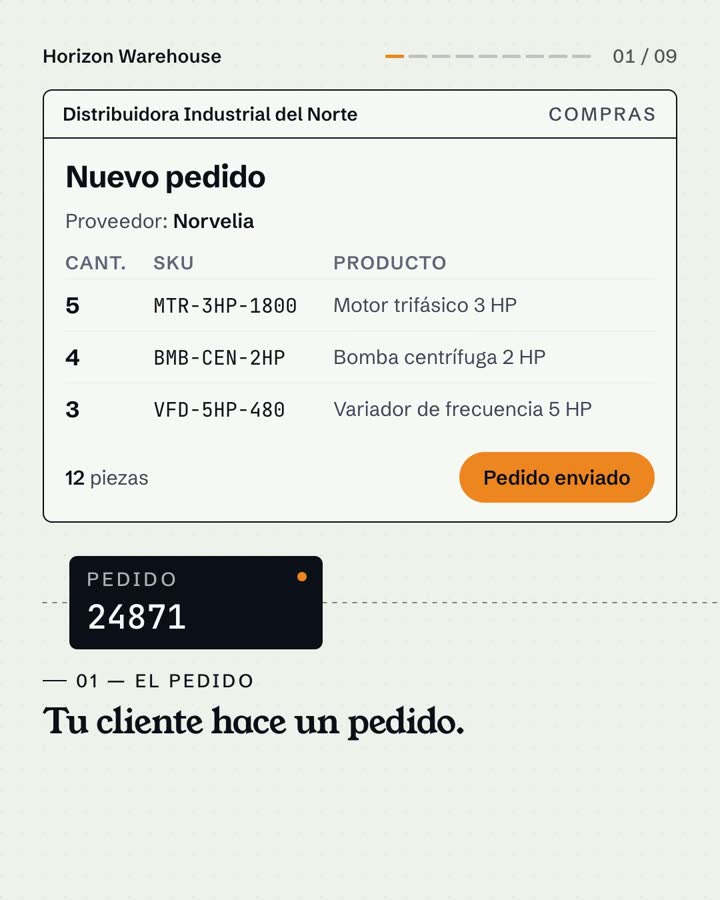 Horizon Warehouse 01 / 09
Distribuidora Industrial del Norte COMPRAS
Nuevo pedido
Proveedor: Norvelia
CANT. SKU PRODUCTO
5 MTR-3HP-1800 Motor trifásico 3 HP
4 BMB-CEN-2HP Bomba centrífuga 2 HP
3 VFD-5HP-480 Variador de frecuencia 5 HP
12 piezas Pedido enviado
PEDIDO
24871
— 01 — EL PEDIDO
Tu cliente hace un pedido.